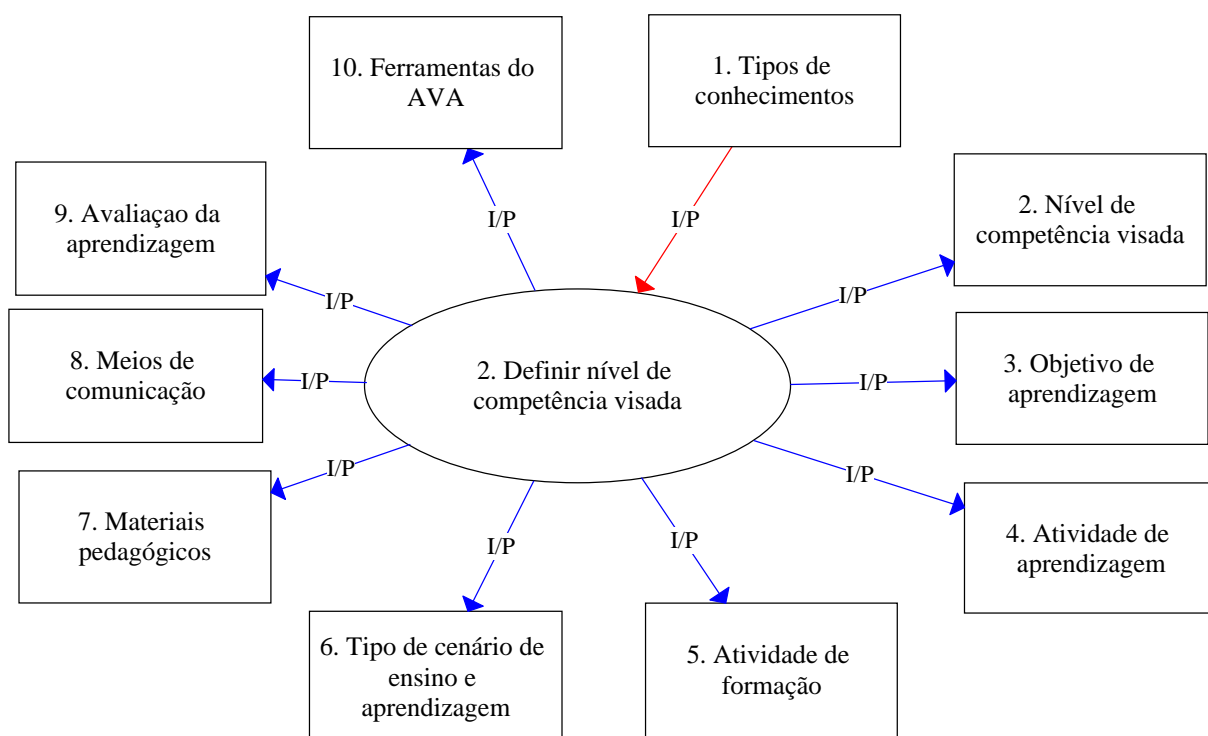 10. Ferramentas do
AVA
1. Tipos de
conhecimentos
I/P
I/P
9. Avaliaçao da
aprendizagem
2. Nível de
competência visada
I/P
I/P
8. Meios de
comunicação
I/P
2. Definir nível de
competência visada
I/P
3. Objetivo de
aprendizagem
7. Materiais
pedagógicos
I/P
I/P
I/P
I/P
4. Atividade de
aprendizagem
6. Tipo de cenário de
ensino e
aprendizagem
5. Atividade de
formação